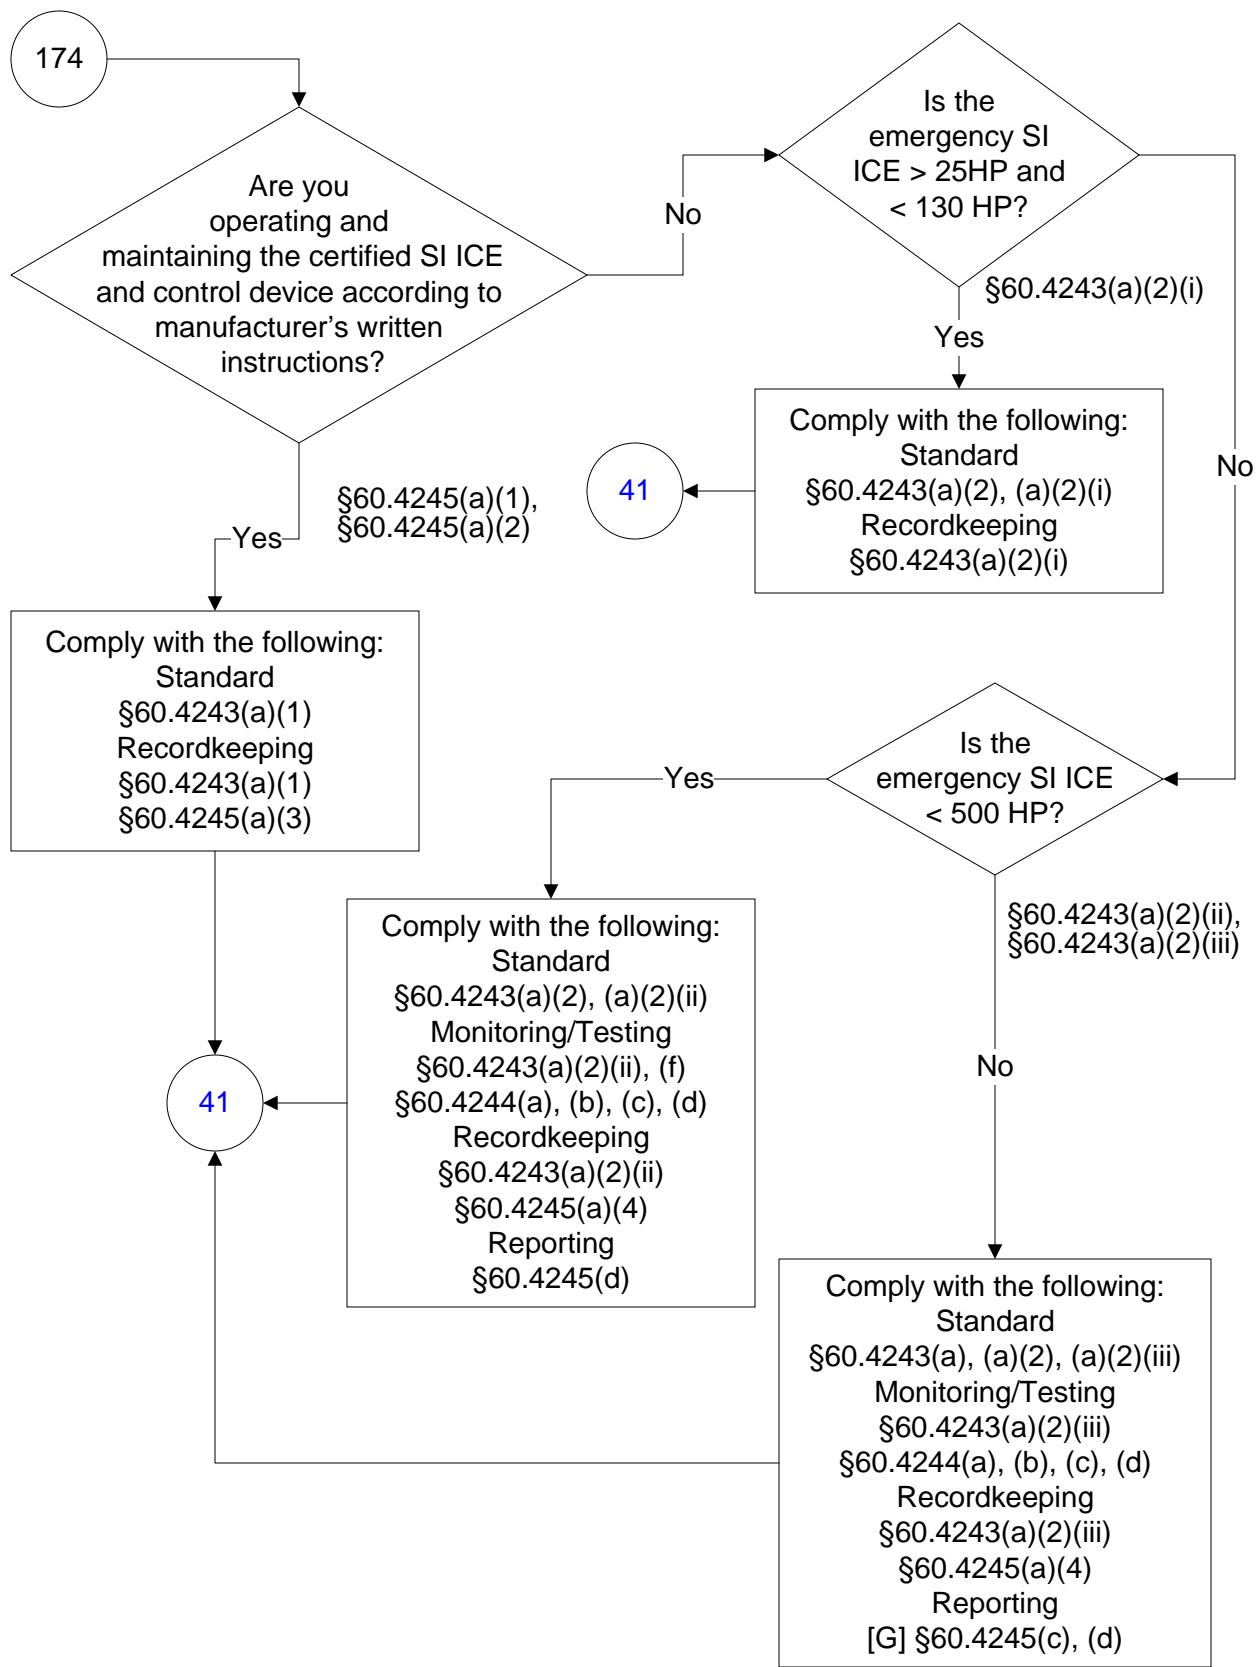 174
Are you
operating and
maintaining the certified SI ICE
and control device according to
manufacturer's written
instructions?
No
Is the
emergency SI
ICE > 25HP and
< 130 HP?
§60.4243(a)(2)(i)
Yes
Comply with the following:
Standard
§60.4243(a)(2), (a)(2)(i)
Recordkeeping
§60.4243(a)(2)(i)
41
No
§60.4245(a)(1),
§60.4245(a)(2)
Yes
Comply with the following:
Standard
§60.4243(a)(1)
Recordkeeping
§60.4243(a)(1)
§60.4245(a)(3)
Is the
emergency SI ICE
< 500 HP?
Yes
Comply with the following:
Standard
§60.4243(a)(2), (a)(2)(ii)
Monitoring/Testing
§60.4243(a)(2)(ii), (f)
§60.4244(a), (b), (c), (d)
Recordkeeping
§60.4243(a)(2)(ii)
§60.4245(a)(4)
Reporting
§60.4245(d)
41
§60.4243(a)(2)(ii),
§60.4243(a)(2)(iii)
No
Comply with the following:
Standard
§60.4243(a), (a)(2), (a)(2)(iii)
Monitoring/Testing
§60.4243(a)(2)(iii)
§60.4244(a), (b), (c), (d)
Recordkeeping
§60.4243(a)(2)(iii)
§60.4245(a)(4)
Reporting
[G] §60.4245(c), (d)